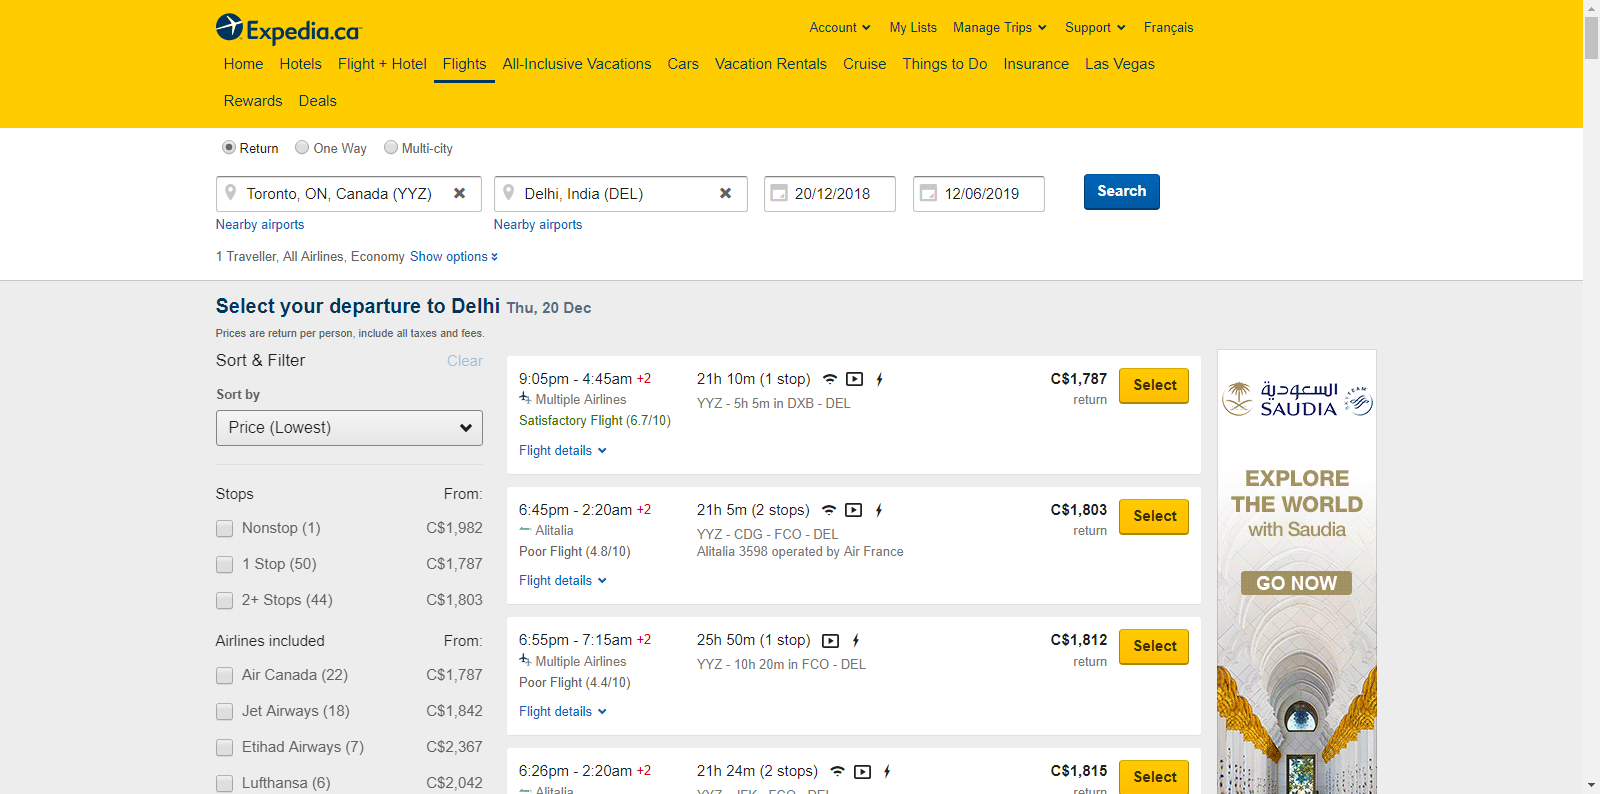 Expedia.ca
Account My Lists Manage Trips Support Français
Home Hotels Flight + Hotel Flights All-Inclusive Vacations Cars Vacation Rentals Cruise Things to Do Insurance Las Vegas
Rewards Deals
Return One Way Multi-city
Toronto, ON, Canada (YYZ) Delhi, India (DEL) 20/12/2018 12/06/2019 Search
Nearby airports Nearby airports
1 Traveller, All Airlines, Economy Show options
Select your departure to Delhi Thu, 20 Dec
Prices are return per person, include all taxes and fees.
Sort & Filter Clear
Sort by
Price (Lowest)
Stops From:
Nonstop (1) C$1,982
1 Stop (50) C$1,787
2+ Stops (44) C$1,803
Airlines included From:
Air Canada (22) C$1,787
Jet Airways (18) C$1,842
Etihad Airways (7) C$2,367
Lufthansa (6) C$2,042
9:05pm - 4:45am +2 21h 10m (1 stop) C$1,787 Select
Multiple Airlines YYZ - 5h 5m in DXB - DEL return
Satisfactory Flight (6.7/10)
Flight details
6:45pm - 2:20am +2 21h 5m (2 stops) C$1,803 Select
Alitalia YYZ - CDG - FCO - DEL return
Poor Flight (4.8/10) Alitalia 3598 operated by Air France
Flight details
6:55pm - 7:15am +2 25h 50m (1 stop) C$1,812 Select
Multiple Airlines YYZ - 10h 20m in FCO - DEL return
Poor Flight (4.4/10)
Flight details
6:26pm - 2:20am +2 21h 24m (2 stops) C$1,815 Select
Alitalia YYZ - JFK - FCO - DEL return
السعودية
SAUDIA
SKYTEAM
EXPLORE
THE WORLD
with Saudia
GO NOW